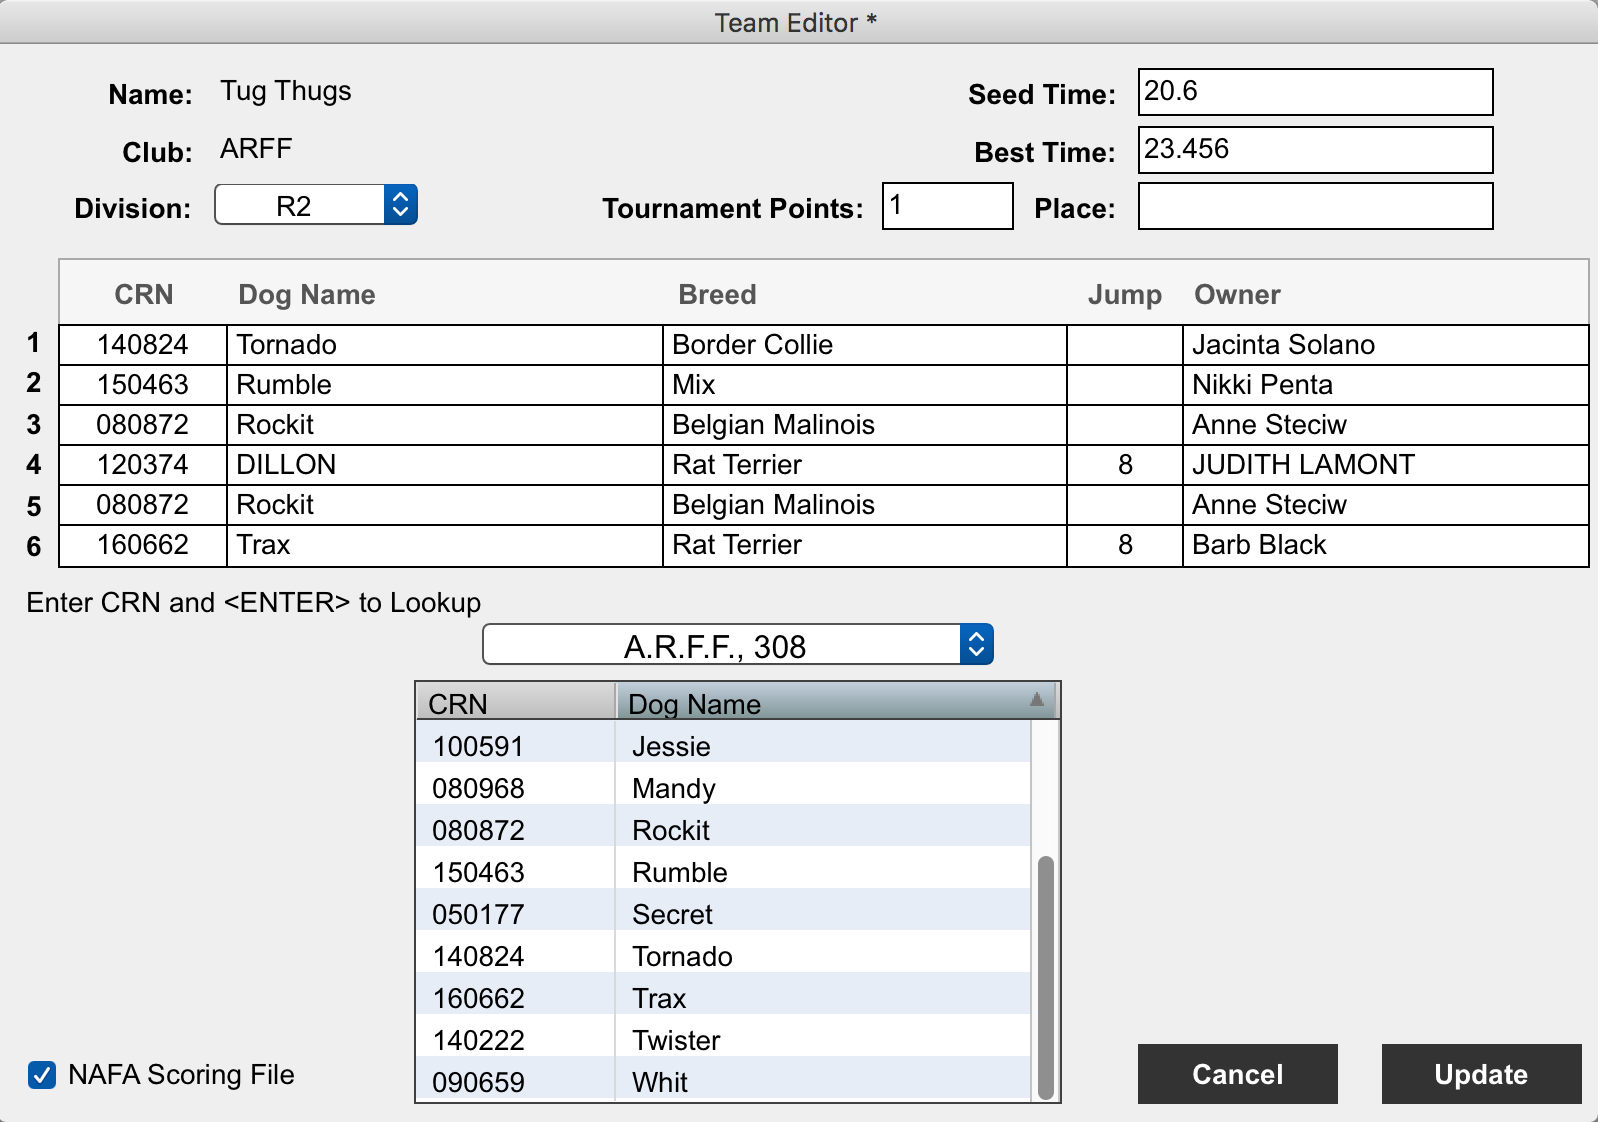 Team Editor *
Name: Tug Thugs
Seed Time: 20.6
Club: ARFF
Best Time: 23.456
Division: R2
Tournament Points: 1
Place:
CRN Dog Name Breed Jump Owner
1 140824 Tornado Border Collie Jacinta Solano
2 150463 Rumble Mix Nikki Penta
3 080872 Rockit Belgian Malinois Anne Steciw
4 120374 DILLON Rat Terrier 8 JUDITH LAMONT
5 080872 Rockit Belgian Malinois Anne Steciw
6 160662 Trax Rat Terrier 8 Barb Black
Enter CRN and <ENTER> to Lookup
A.R.F.F., 308
CRN Dog Name
100591 Jessie
080968 Mandy
080872 Rockit
150463 Rumble
050177 Secret
140824 Tornado
160662 Trax
140222 Twister
090659 Whit
NAFA Scoring File
Cancel
Update